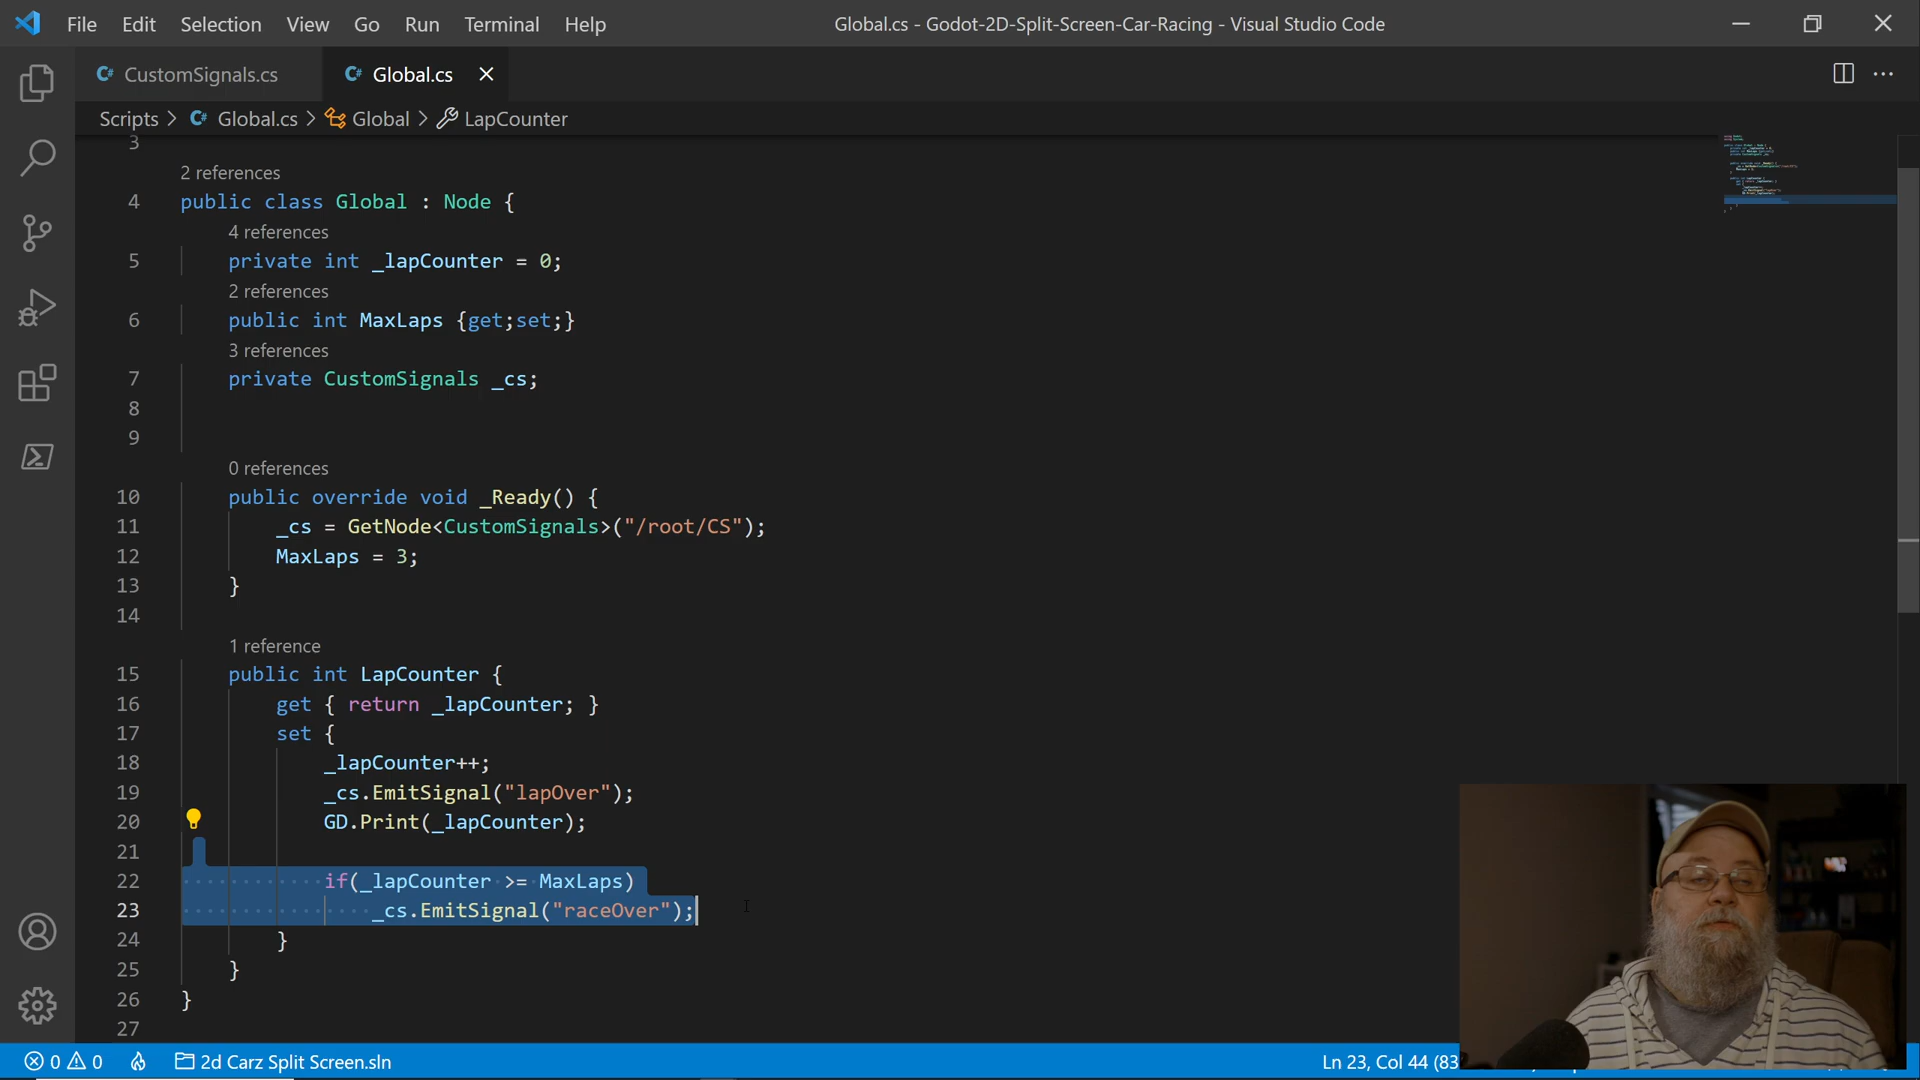 File Edit Selection View Go Run Terminal Help
Global.cs - Godot-2D-Split-Screen-Car-Racing - Visual Studio Code
C# CustomSignals.cs
C# Global.cs
Scripts > C# Global.cs > Global > LapCounter
3
2 references
4 public class Global : Node {
4 references
5 private int _lapCounter = 0;
2 references
6 public int MaxLaps {get;set;}
3 references
7 private CustomSignals _cs;
8
9
0 references
10 public override void _Ready() {
11 _cs = GetNode<CustomSignals>("/root/CS");
12 MaxLaps = 3;
13 }
14
1 reference
15 public int LapCounter {
16 get { return _lapCounter; }
17 set {
18 _lapCounter++;
19 _cs.EmitSignal("lapOver");
20 GD.Print(_lapCounter);
21
22 if(_lapCounter >= MaxLaps)
23 _cs.EmitSignal("raceOver");
24 }
25 }
26 }
27
0 0 2d Carz Split Screen.sln
Ln 23, Col 44 (83